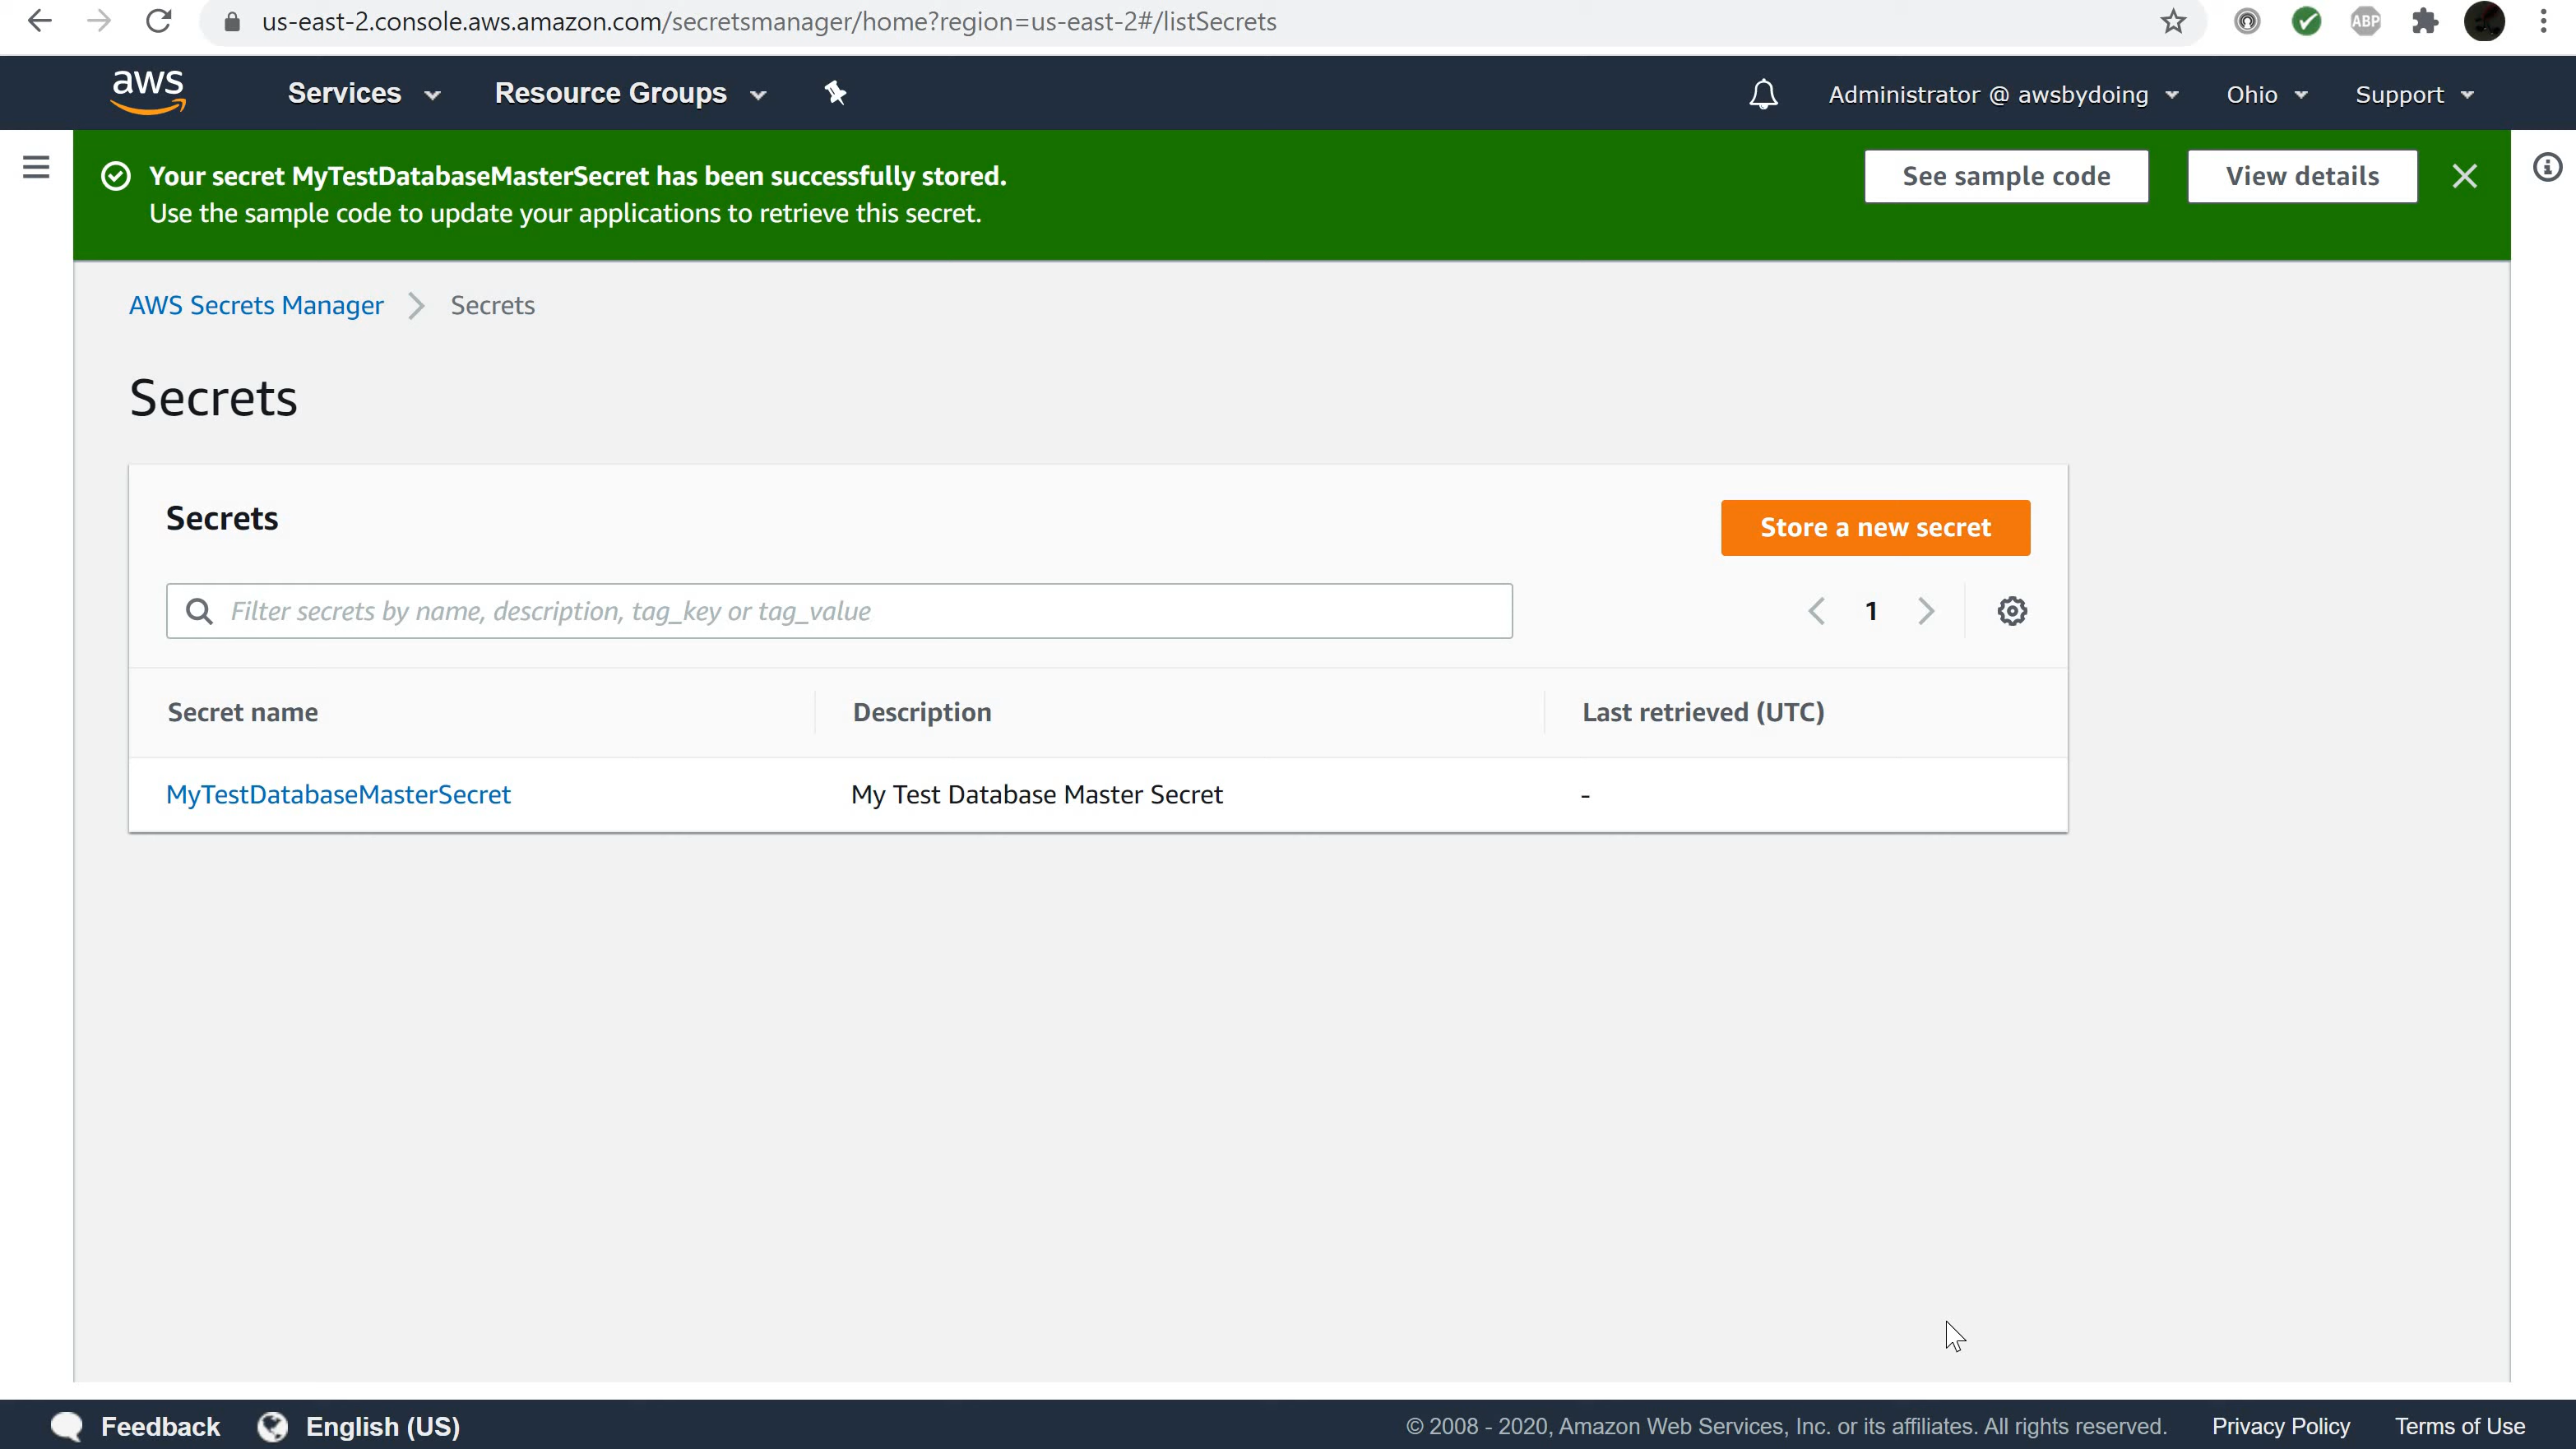 us-east-2.console.aws.amazon.com/secretsmanager/home?region=us-east-2#/listSecrets
ABP
aws
Services
Resource Groups
Administrator @ awsbydoing
Ohio
Support
Your secret MyTestDatabaseMasterSecret has been successfully stored.
See sample code
View details
Use the sample code to update your applications to retrieve this secret.
AWS Secrets Manager
Secrets
Secrets
Secrets
Store a new secret
Filter secrets by name, description, tag_key or tag_value
1
Secret name
Description
Last retrieved (UTC)
MyTestDatabaseMasterSecret
My Test Database Master Secret
-
Feedback
English (US)
© 2008 - 2020, Amazon Web Services, Inc. or its affiliates. All rights reserved.
Privacy Policy
Terms of Use